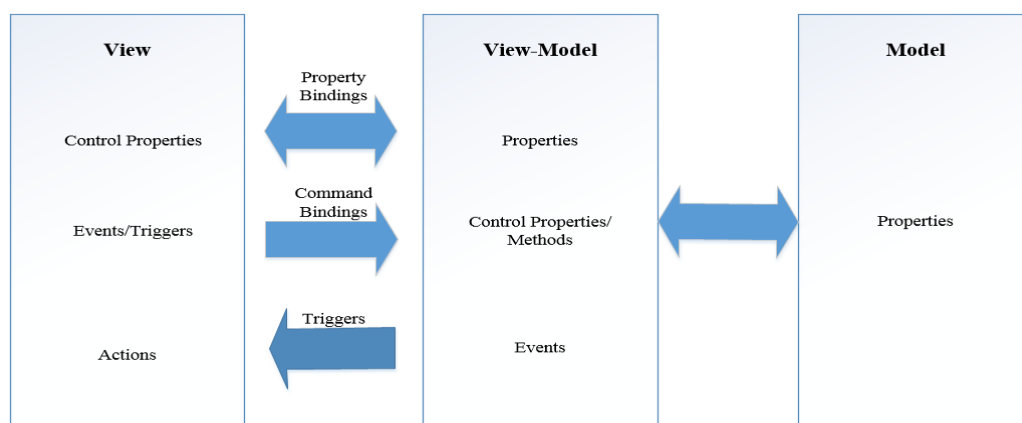 View
View-Model
Model
Property
Bindings
Control Properties
Properties
Command
Bindings
Events/Triggers
Control Properties/
Methods
Properties
Triggers
Actions
Events